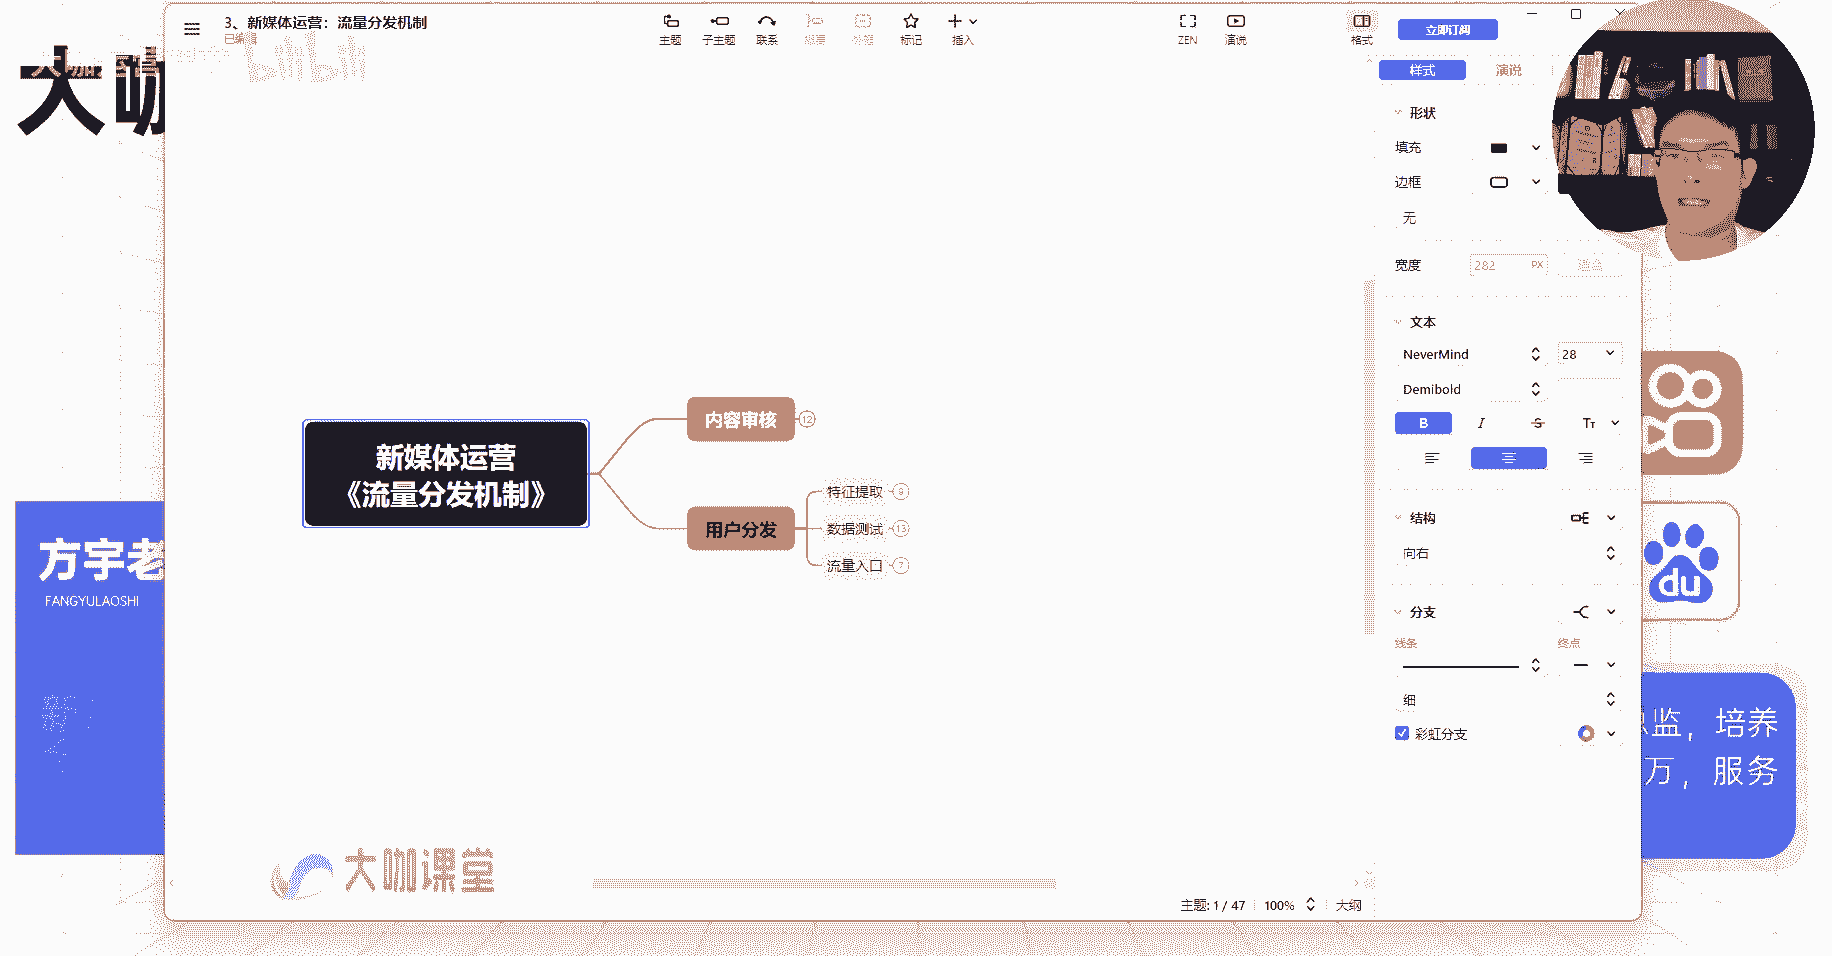 3、新媒体运营：流量分发机制
已编辑
主题
子主题
联系
概要
外框
标记
插入
ZEN
演说
格式
立即订阅
bilibili
大咖
样式
演说
形状
填充
边框
无
宽度
282
PX
文本
NeverMind
28
Demibold
B
I
S
TT
结构
向右
分支
线条
终点
细
彩虹分支
新媒体运营
《流量分发机制》
内容审核
12
用户分发
特征提取
9
数据测试
13
流量入口
7
方宇老
FANGYULAOSHI
大咖课堂
du
总监，培养
万，服务
主题: 1 / 47
100%
大纲